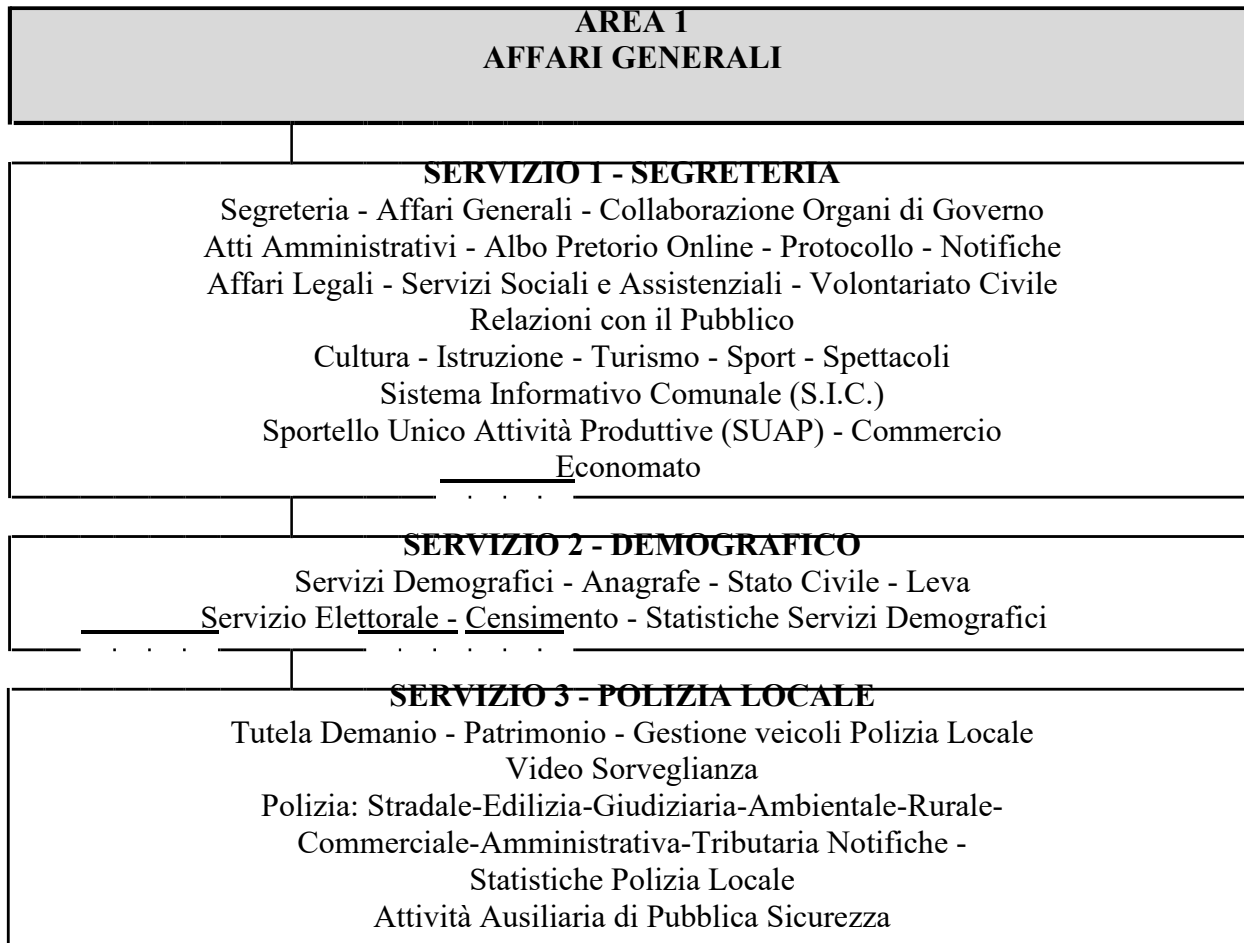 AREA 1
AFFARI GENERALI
SERVIZIO 1 - SEGRETERIA
Segreteria - Affari Generali - Collaborazione Organi di Governo
Atti Amministrativi - Albo Pretorio Online - Protocollo - Notifiche
Affari Legali - Servizi Sociali e Assistenziali - Volontariato Civile
Relazioni con il Pubblico
Cultura - Istruzione - Turismo - Sport - Spettacoli
Sistema Informativo Comunale (S.I.C.)
Sportello Unico Attività Produttive (SUAP) - Commercio
Economato
SERVIZIO 2 - DEMOGRAFICO
Servizi Demografici - Anagrafe - Stato Civile - Leva
Servizio Elettorale - Censimento - Statistiche Servizi Demografici
SERVIZIO 3 - POLIZIA LOCALE
Tutela Demanio - Patrimonio - Gestione veicoli Polizia Locale
Video Sorveglianza
Polizia: Stradale-Edilizia-Giudiziaria-Ambientale-Rurale-
Commerciale-Amministrativa-Tributaria Notifiche -
Statistiche Polizia Locale
Attività Ausiliaria di Pubblica Sicurezza